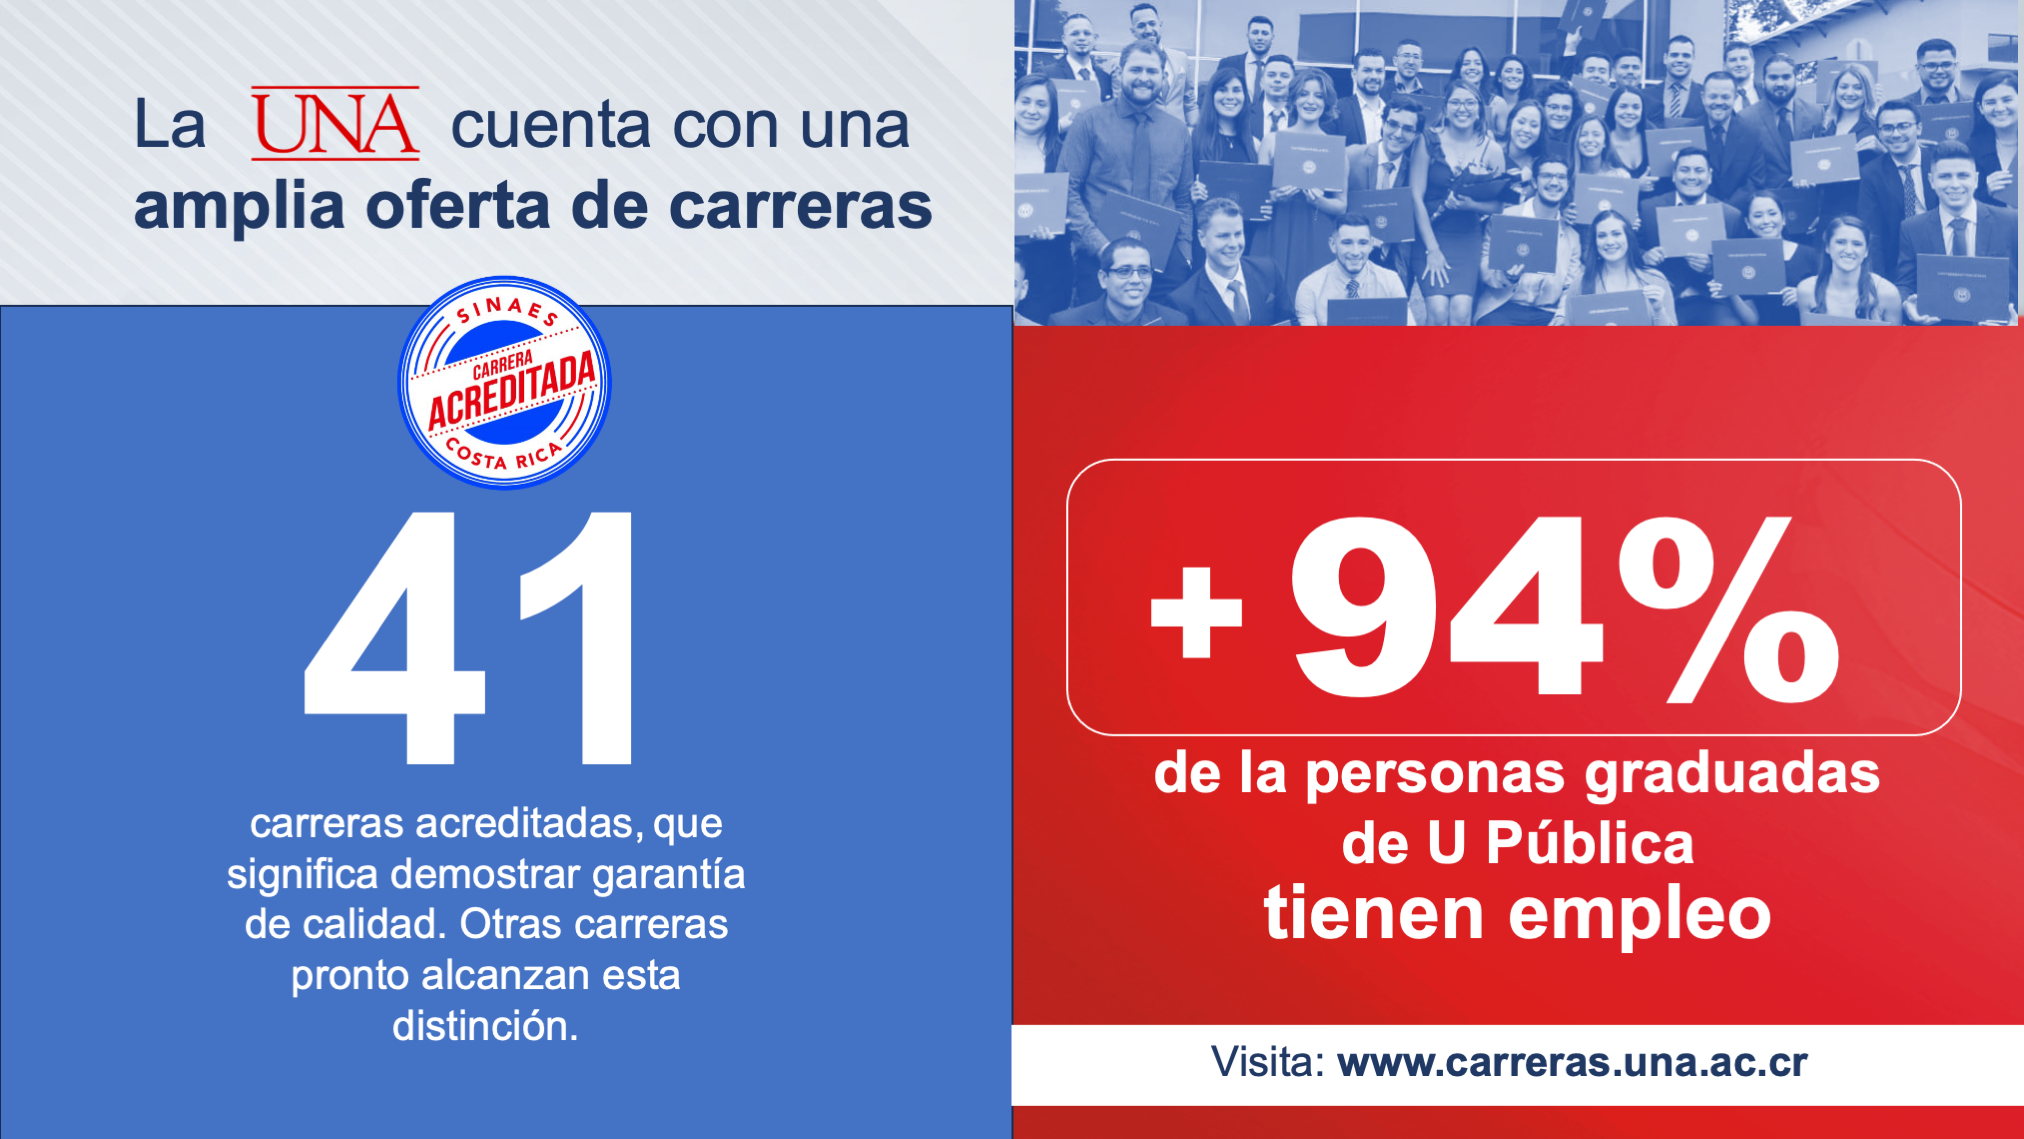 La UNA cuenta con una
amplia oferta de carreras
SINAES
CARRERA
ACREDITADA
COSTA RICA
41
carreras acreditadas, que
significa demostrar garantía
de calidad. Otras carreras
pronto alcanzan esta
distinción.
+ 94%
de la personas graduadas
de U Pública
tienen empleo
Visita: www.carreras.una.ac.cr